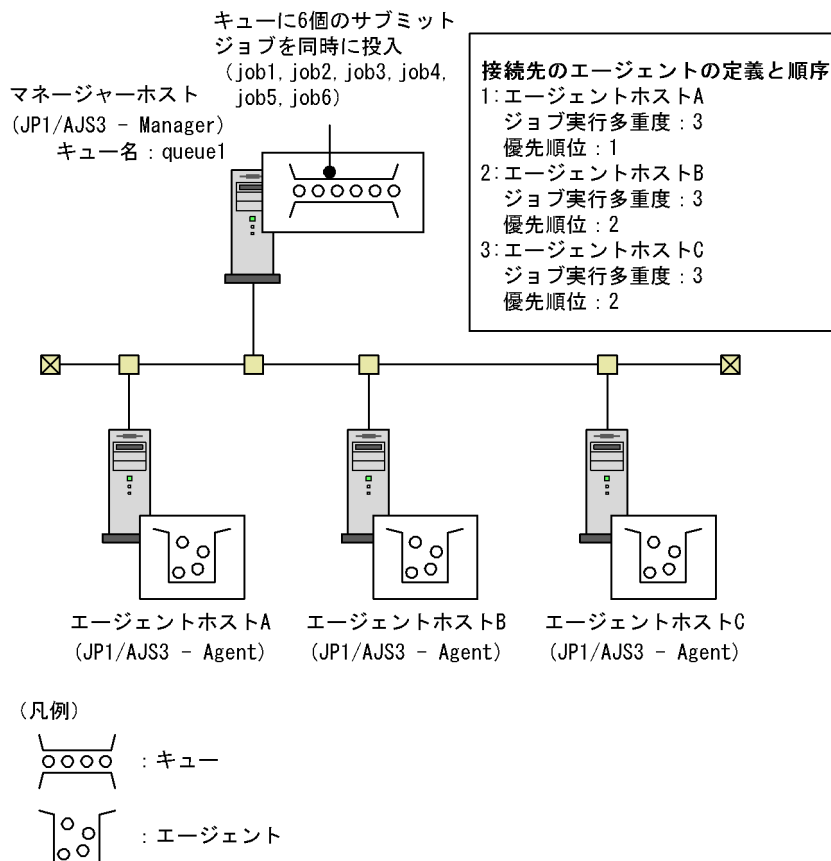 キューに6個のサブミット
ジョブを同時に投入
（job1, job2, job3, job4,
job5, job6）
マネージャーホスト
(JP1/AJS3 - Manager)
キュー名：queue1
接続先のエージェントの定義と順序
1:エージェントホストA
ジョブ実行多重度：3
優先順位：1
2:エージェントホストB
ジョブ実行多重度：3
優先順位：2
3:エージェントホストC
ジョブ実行多重度：3
優先順位：2
エージェントホストA
(JP1/AJS3 - Agent)
エージェントホストB
(JP1/AJS3 - Agent)
エージェントホストC
(JP1/AJS3 - Agent)
（凡例）
：キュー
：エージェント